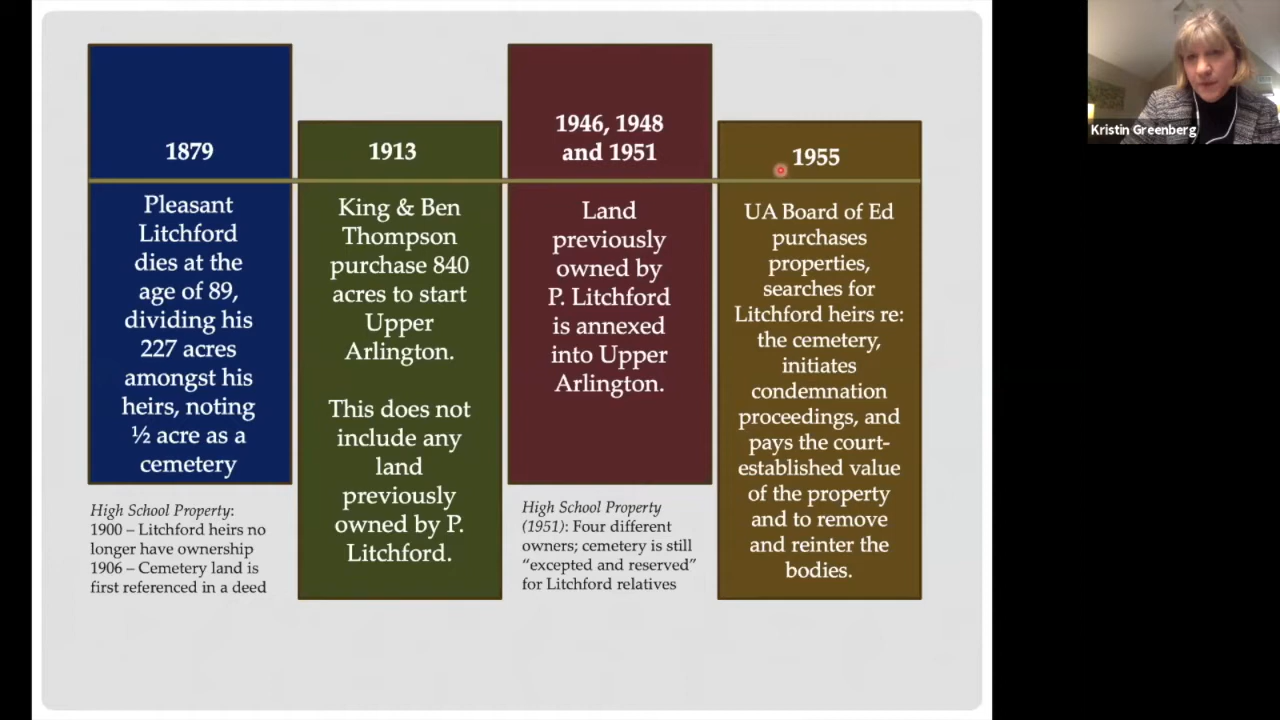 1879
Pleasant
Litchford
dies at the
age of 89,
dividing his
227 acres
amongst his
heirs, noting
½ acre as a
cemetery
High School Property:
1900 – Litchford heirs no
longer have ownership
1906 – Cemetery land is
first referenced in a deed
1913
King & Ben
Thompson
purchase 840
acres to start
Upper
Arlington.
This does not
include any
land
previously
owned by P.
Litchford.
1946, 1948
and 1951
Land
previously
owned by
P. Litchford
is annexed
into Upper
Arlington.
High School Property
(1951): Four different
owners; cemetery is still
“excepted and reserved”
for Litchford relatives
1955
UA Board of Ed
purchases
properties,
searches for
Litchford heirs re:
the cemetery,
initiates
condemnation
proceedings, and
pays the court-
established value
of the property
and to remove
and reinter the
bodies.
Kristin Greenberg